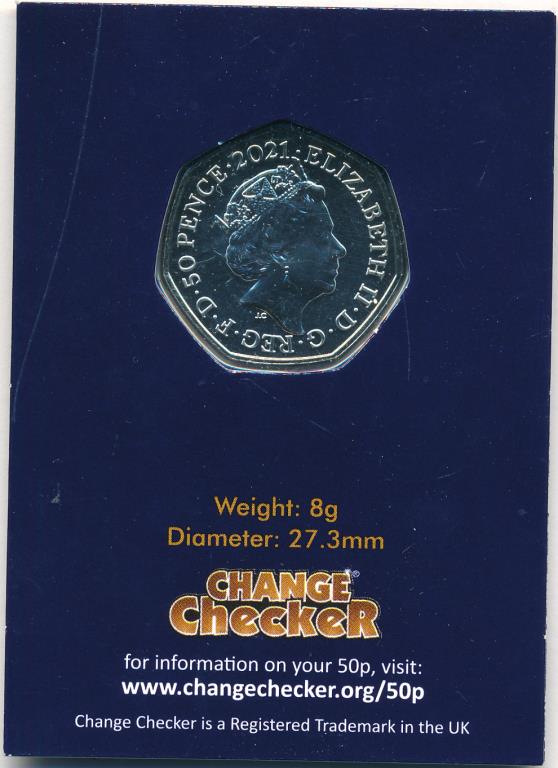 ELIZABETH II · D · G · REG · F · D · 50 PENCE · 2021 ·
JC
Weight: 8g
Diameter: 27.3mm
CHANGE®
CHecKeR
for information on your 50p, visit:
www.changechecker.org/50p
Change Checker is a Registered Trademark in the UK